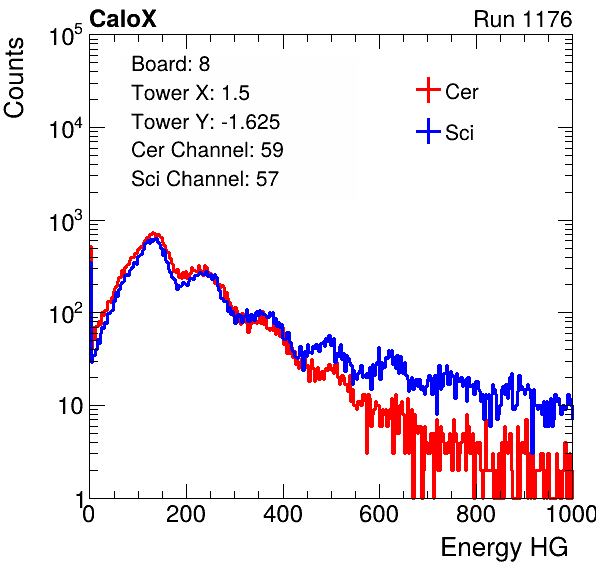 CaloX Run 1176
Counts
10^5
10^4
10^3
10^2
10
1
Board: 8
Tower X: 1.5
Tower Y: -1.625
Cer Channel: 59
Sci Channel: 57
Cer
Sci
0 200 400 600 800 1000
Energy HG